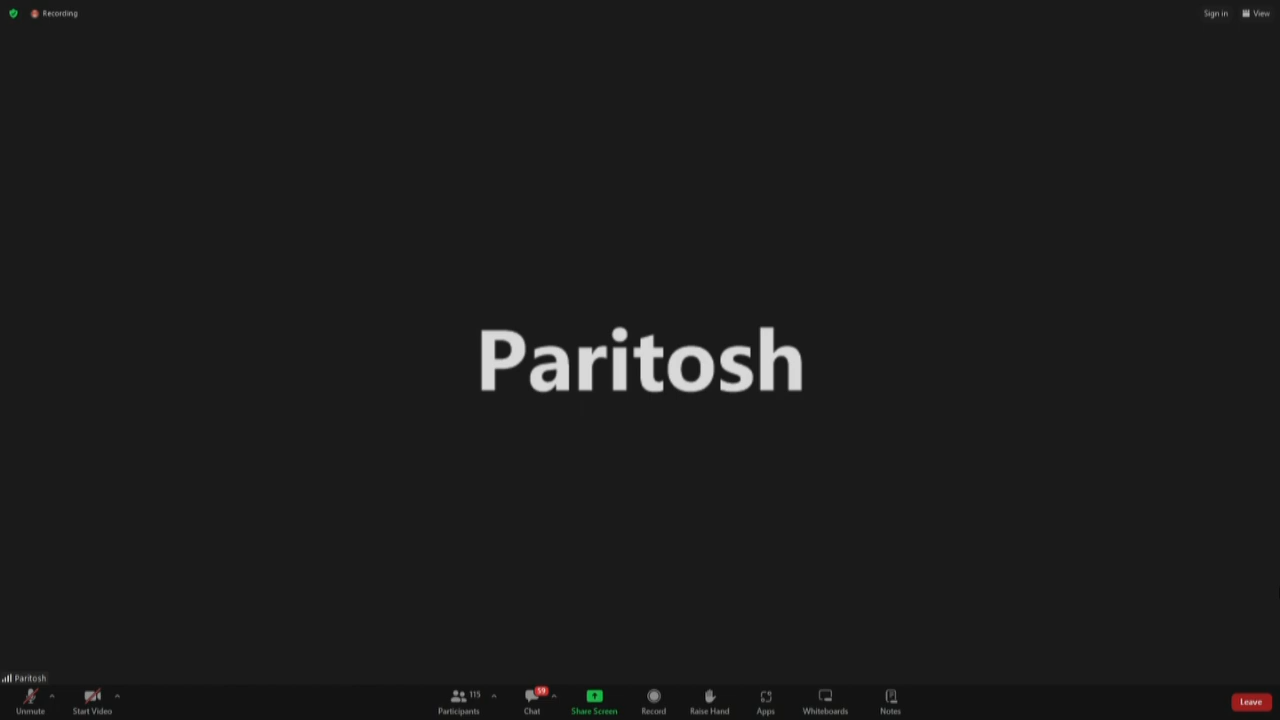 Recording
Sign in
View
Paritosh
Paritosh
Unmute
Start Video
115
Participants
59
Chat
Share Screen
Record
Raise Hand
Apps
Whiteboards
Notes
Leave